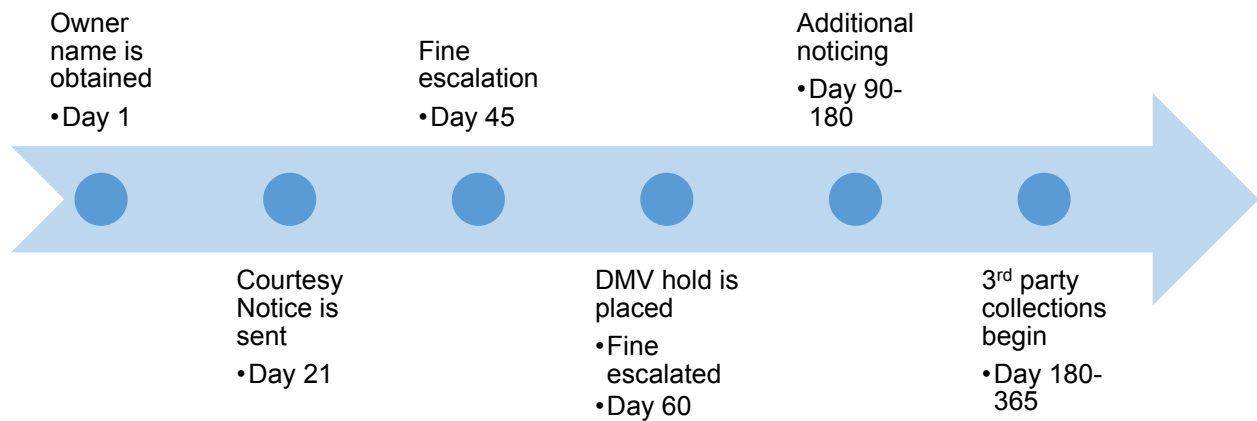 Owner
name is
obtained
•Day 1
Courtesy
Notice is
sent
•Day 21
Fine
escalation
•Day 45
DMV hold is
placed
•Fine
escalated
•Day 60
Additional
noticing
•Day 90-
180
3rd party
collections
begin
•Day 180-
365